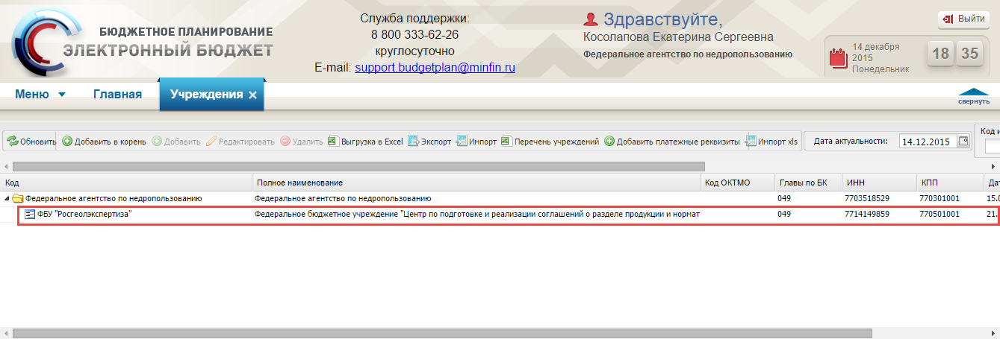 БЮДЖЕТНОЕ ПЛАНИРОВАНИЕ
ЭЛЕКТРОННЫЙ БЮДЖЕТ
Служба поддержки:
8 800 333-62-26
круглосуточно
E-mail: support.budgetplan@minfin.ru
Здравствуйте,
Косолапова Екатерина Сергеевна
Федеральное агентство по недропользованию
Выйти
14 декабря
2015
Понедельник
18 35
Меню Главная Учреждения
свернуть
Обновить Добавить в корень Добавить Редактировать Удалить Выгрузка в Excel Экспорт Импорт Перечень учреждений Добавить платежные реквизиты Импорт xls Дата актуальности: 14.12.2015 Код и
Код Полное наименование Код ОКТМО Главы по БК ИНН КПП Дат
Федеральное агентство по недропользованию Федеральное агентство по недропользованию 049 7703518529 770301001 15.0
ФБУ "Росгеолэкспертиза" Федеральное бюджетное учреждение "Центр по подготовке и реализации соглашений о разделе продукции и нормат 049 7714149859 770501001 21.